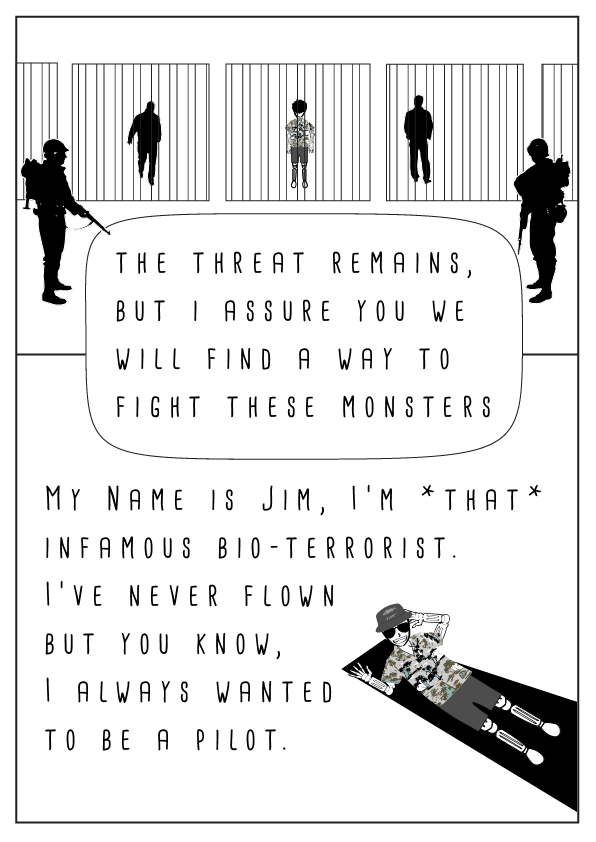 THE THREAT REMAINS,
BUT I ASSURE YOU WE
WILL FIND A WAY TO
FIGHT THESE MONSTERS
MY NAME IS JIM, I'M *THAT*
INFAMOUS BIO-TERRORIST.
I'VE NEVER FLOWN
BUT YOU KNOW,
I ALWAYS WANTED
TO BE A PILOT.